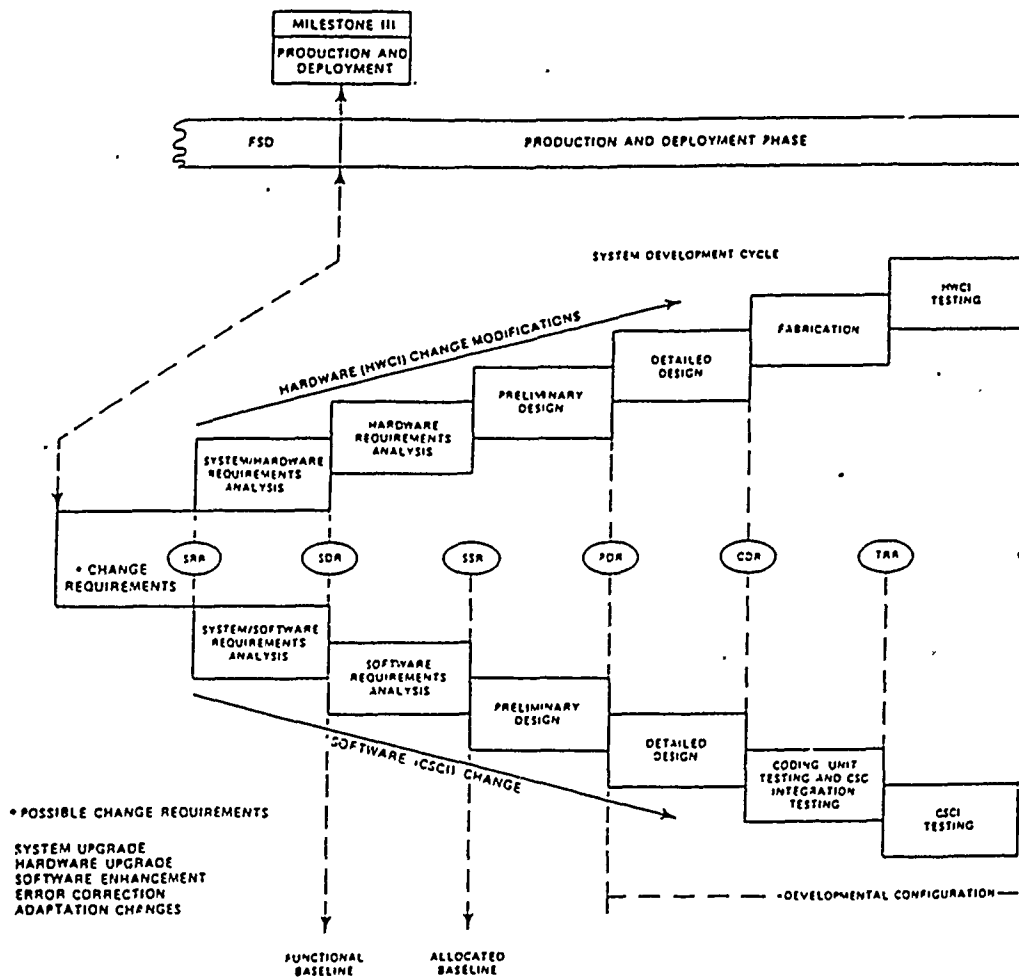 MILESTONE III
PRODUCTION AND
DEPLOYMENT
FSD
PRODUCTION AND DEPLOYMENT PHASE
SYSTEM DEVELOPMENT CYCLE
HWCI
TESTING
FABRICATION
HARDWARE (HWCI) CHANGE MODIFICATIONS
DETAILED
DESIGN
PRELIMINARY
DESIGN
HARDWARE
REQUIREMENTS
ANALYSIS
SYSTEM/HARDWARE
REQUIREMENTS
ANALYSIS
* CHANGE
REQUIREMENTS
SRR
SDR
SSR
PDR
CDR
TRR
SYSTEM/SOFTWARE
REQUIREMENTS
ANALYSIS
SOFTWARE
REQUIREMENTS
ANALYSIS
PRELIMINARY
DESIGN
SOFTWARE (CSCI) CHANGE
DETAILED
DESIGN
CODING UNIT
TESTING AND CSC
INTEGRATION
TESTING
CSCI
TESTING
* POSSIBLE CHANGE REQUIREMENTS
SYSTEM UPGRADE
HARDWARE UPGRADE
SOFTWARE ENHANCEMENT
ERROR CORRECTION
ADAPTATION CHANGES
DEVELOPMENTAL CONFIGURATION
FUNCTIONAL
BASELINE
ALLOCATED
BASELINE